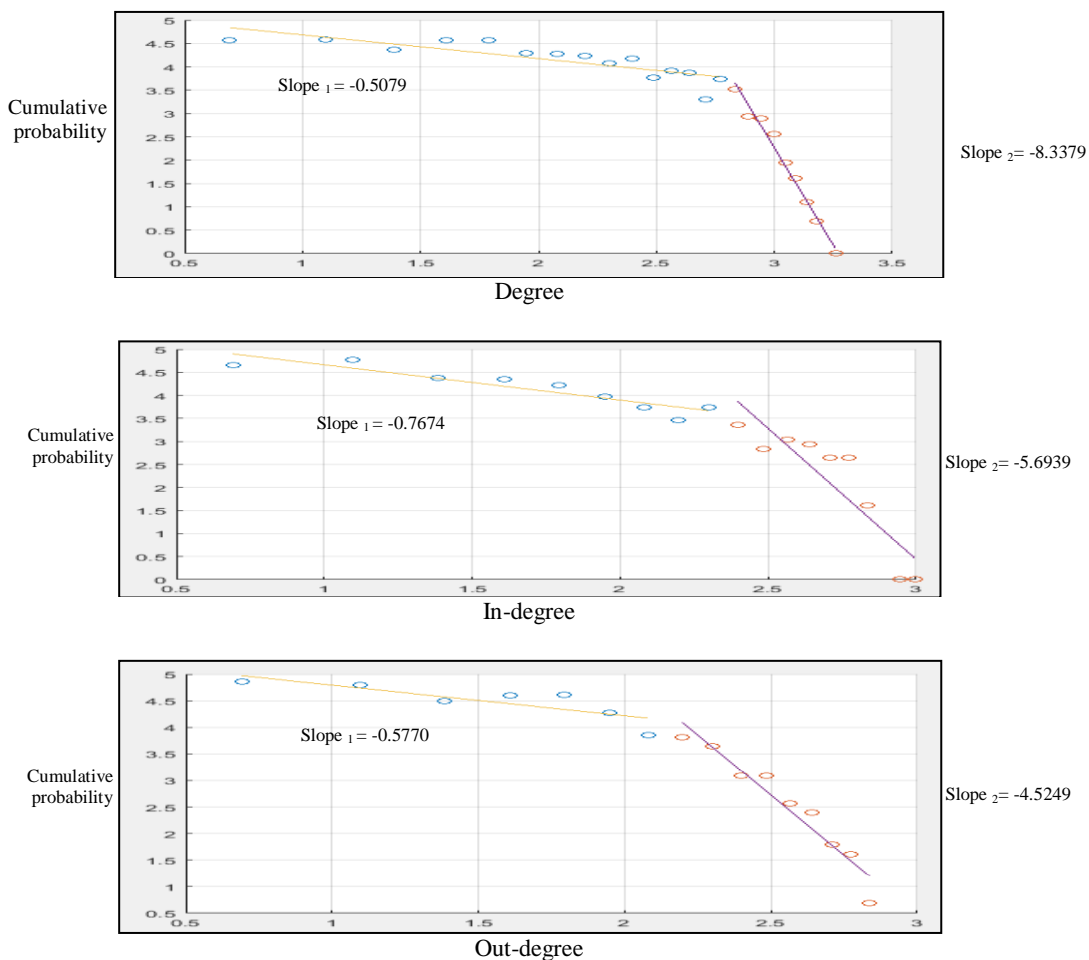 5
4.5
4
3.5
3
2.5
2
1.5
1
0.5
0
Cumulative
probability
Slope 1 = -0.5079
Slope 2= -8.3379
0.5 1 1.5 2 2.5 3 3.5
Degree
5
4.5
4
3.5
3
2.5
2
1.5
1
0.5
0
Cumulative
probability
Slope 1 = -0.7674
Slope 2= -5.6939
0.5 1 1.5 2 2.5 3
In-degree
5
4.5
4
3.5
3
2.5
2
1.5
1
0.5
Cumulative
probability
Slope 1 = -0.5770
Slope 2= -4.5249
0.5 1 1.5 2 2.5 3
Out-degree